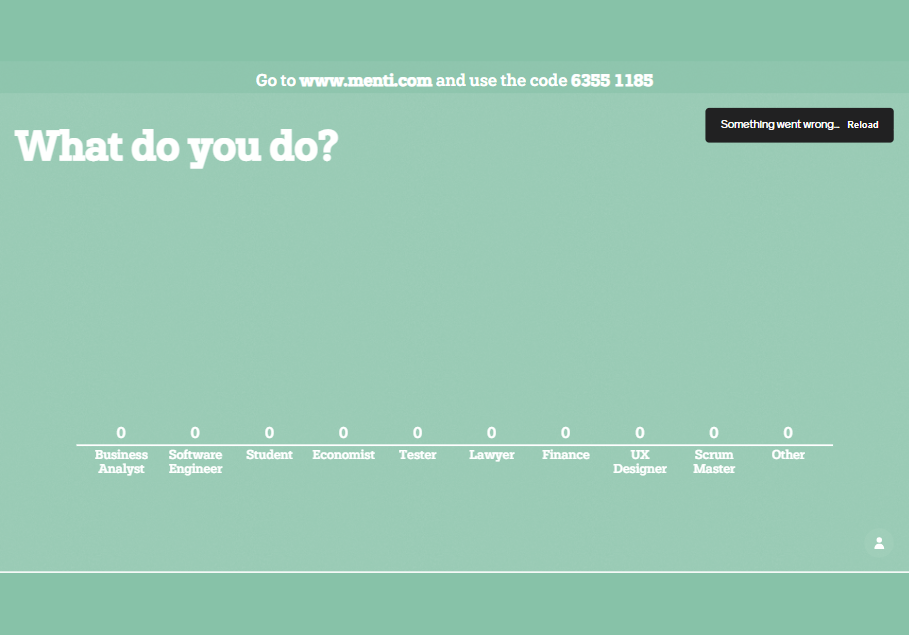 Go to www.menti.com and use the code 6355 1185
Something went wrong... Reload
What do you do?
0 0 0 0 0 0 0 0 0 0
Business Software Student Economist Tester Lawyer Finance UX Scrum Other
Analyst Engineer Designer Master